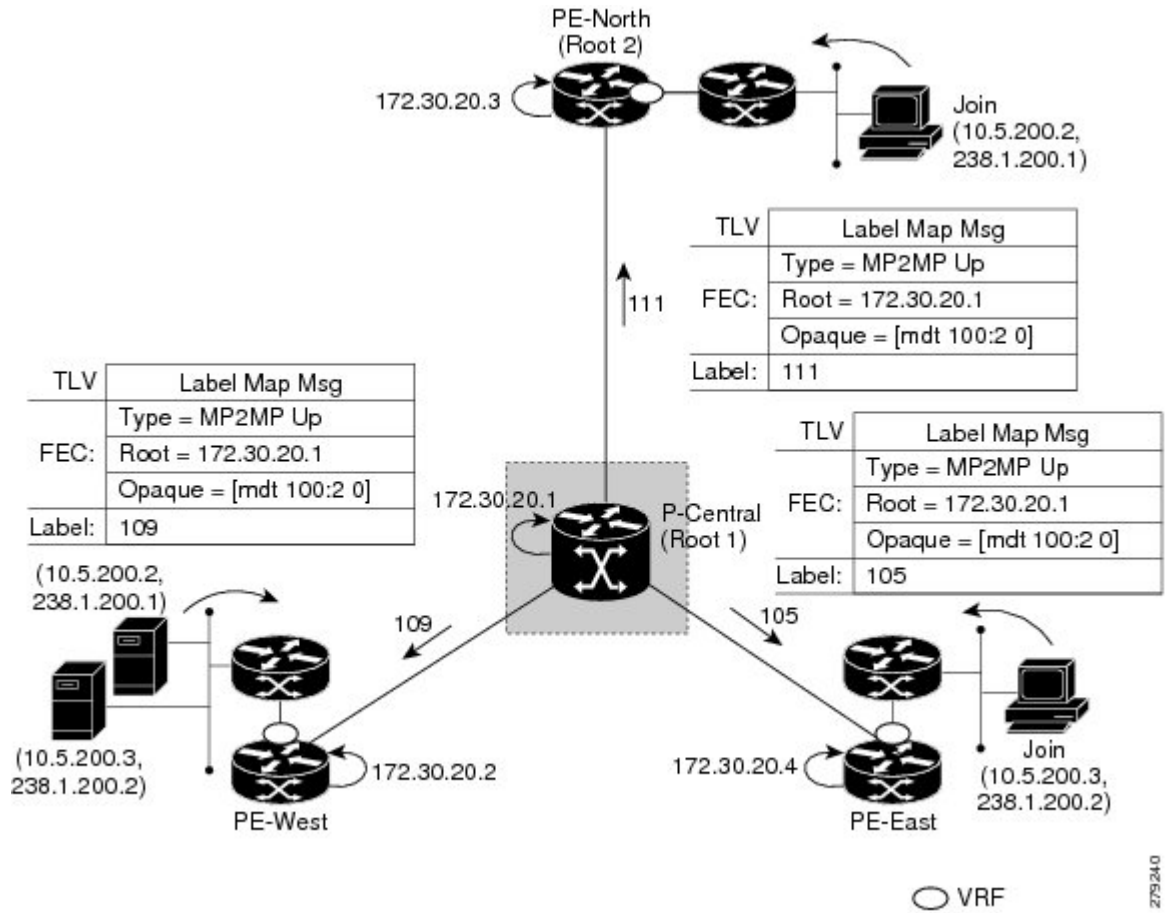 PE-North
(Root 2)
172.30.20.3
Join
(10.5.200.2,
238.1.200.1)
TLV Label Map Msg
Type = MP2MP Up
FEC: Root = 172.30.20.1
Opaque = [mdt 100:2 0]
Label: 111
111
TLV Label Map Msg
Type = MP2MP Up
FEC: Root = 172.30.20.1
Opaque = [mdt 100:2 0]
Label: 109
TLV Label Map Msg
Type = MP2MP Up
FEC: Root = 172.30.20.1
Opaque = [mdt 100:2 0]
Label: 105
172.30.20.1
P-Central
(Root 1)
(10.5.200.2,
238.1.200.1)
109
105
(10.5.200.3,
238.1.200.2)
172.30.20.2
PE-West
172.30.20.4
PE-East
Join
(10.5.200.3,
238.1.200.2)
VRF
279240